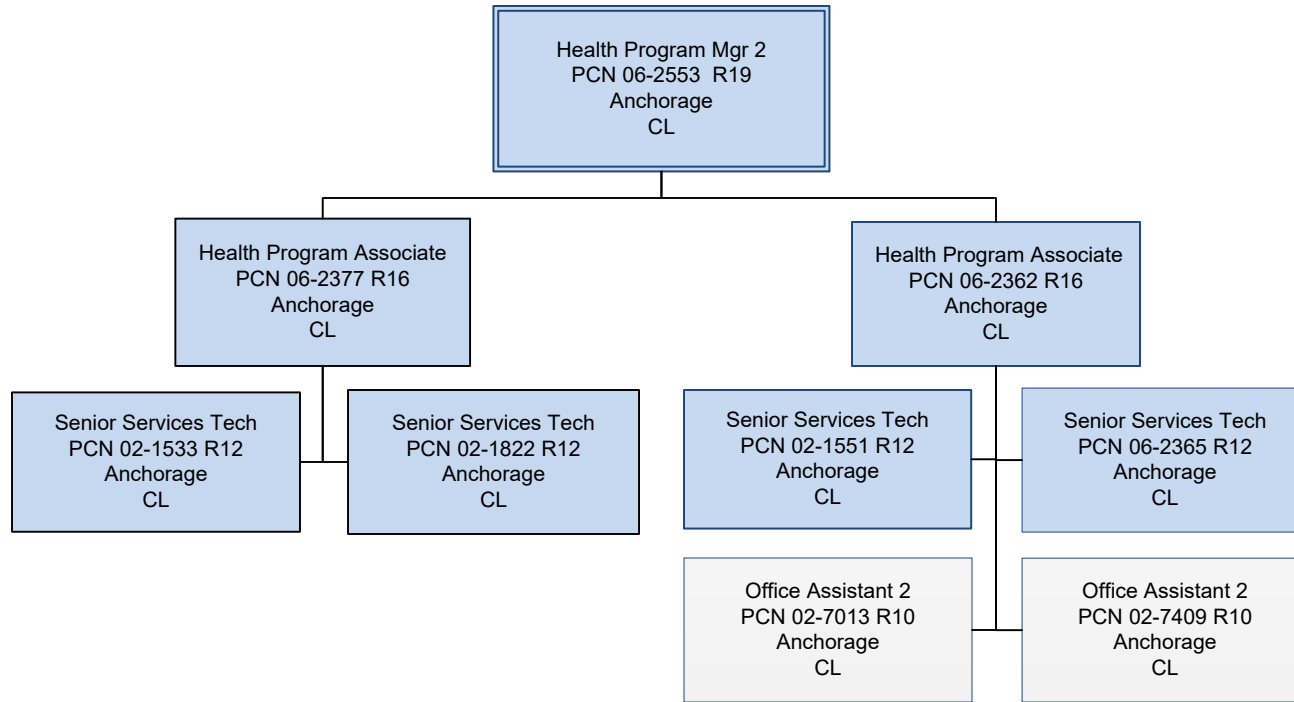 Health Program Mgr 2
PCN 06-2553  R19
Anchorage
CL
Health Program Associate
PCN 06-2377 R16
Anchorage
CL
Health Program Associate
PCN 06-2362 R16
Anchorage
CL
Senior Services Tech
PCN 02-1533 R12
Anchorage
CL
Senior Services Tech
PCN 02-1822 R12
Anchorage
CL
Senior Services Tech
PCN 02-1551 R12
Anchorage
CL
Senior Services Tech
PCN 06-2365 R12
Anchorage
CL
Office Assistant 2
PCN 02-7013 R10
Anchorage
CL
Office Assistant 2
PCN 02-7409 R10
Anchorage
CL